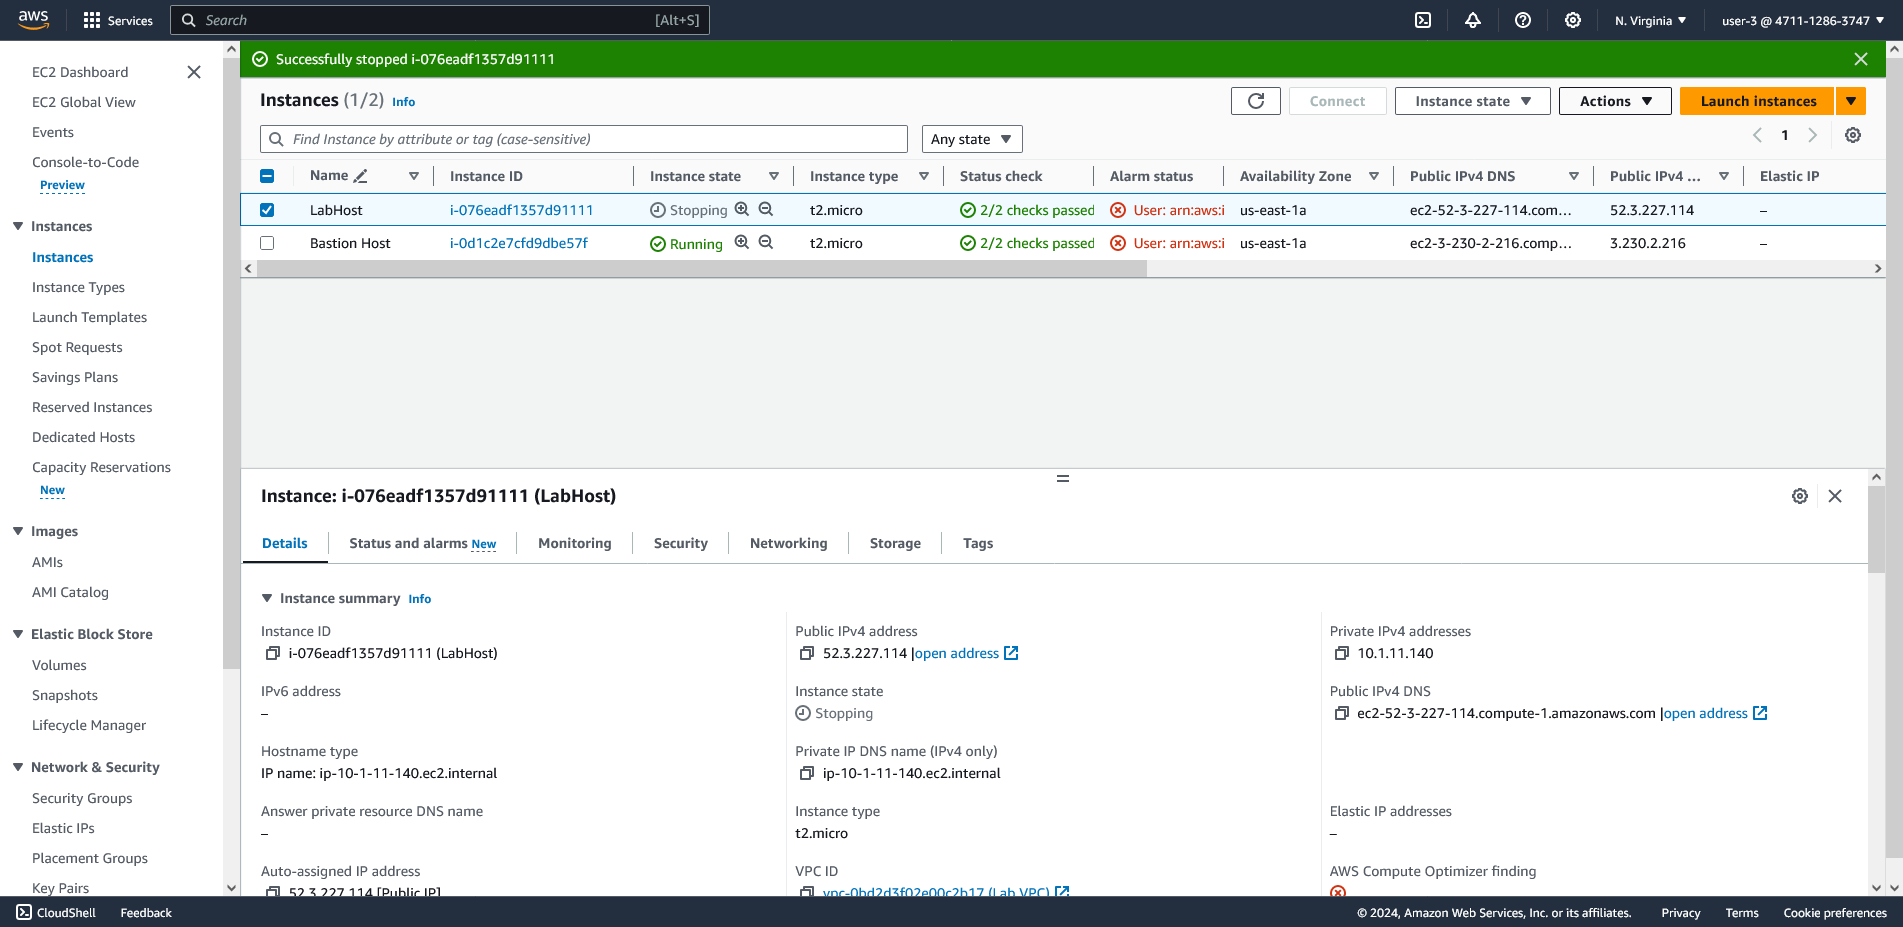 aws
Services
Search
[Alt+S]
N. Virginia
user-3 @ 4711-1286-3747
EC2 Dashboard
EC2 Global View
Events
Console-to-Code
Preview
Instances
Instances
Instance Types
Launch Templates
Spot Requests
Savings Plans
Reserved Instances
Dedicated Hosts
Capacity Reservations
New
Images
AMIs
AMI Catalog
Elastic Block Store
Volumes
Snapshots
Lifecycle Manager
Network & Security
Security Groups
Elastic IPs
Placement Groups
Key Pairs
Successfully stopped i-076eadf1357d91111
Instances (1/2) Info
Connect
Instance state
Actions
Launch instances
Find Instance by attribute or tag (case-sensitive)
Any state
1
Name Instance ID Instance state Instance type Status check Alarm status Availability Zone Public IPv4 DNS Public IPv4 ... Elastic IP
LabHost i-076eadf1357d91111 Stopping t2.micro 2/2 checks passed User: arn:aws:i us-east-1a ec2-52-3-227-114.com... 52.3.227.114 –
Bastion Host i-0d1c2e7cfd9dbe57f Running t2.micro 2/2 checks passed User: arn:aws:i us-east-1a ec2-3-230-2-216.comp... 3.230.2.216 –
Instance: i-076eadf1357d91111 (LabHost)
Details Status and alarms New Monitoring Security Networking Storage Tags
Instance summary Info
Instance ID
i-076eadf1357d91111 (LabHost)
Public IPv4 address
52.3.227.114 |open address
Private IPv4 addresses
10.1.11.140
IPv6 address
–
Instance state
Stopping
Public IPv4 DNS
ec2-52-3-227-114.compute-1.amazonaws.com |open address
Hostname type
IP name: ip-10-1-11-140.ec2.internal
Private IP DNS name (IPv4 only)
ip-10-1-11-140.ec2.internal
Answer private resource DNS name
–
Instance type
t2.micro
Elastic IP addresses
–
Auto-assigned IP address
52.3.227.114 [Public IP]
VPC ID
vpc-0bd2d3f02e00c2b17 (Lab VPC)
AWS Compute Optimizer finding
CloudShell Feedback
© 2024, Amazon Web Services, Inc. or its affiliates. Privacy Terms Cookie preferences